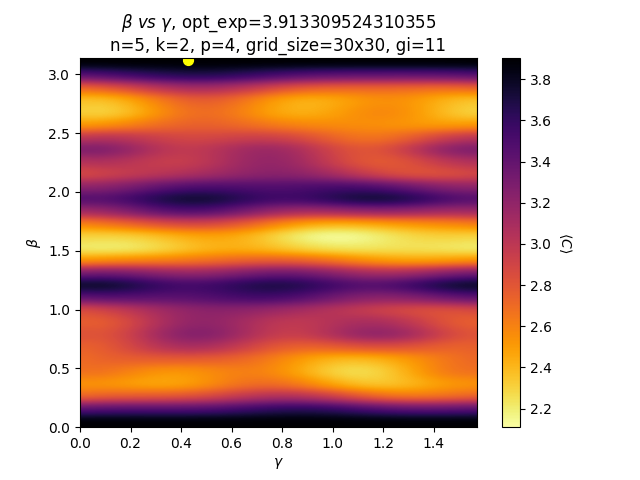 β vs γ, opt_exp=3.913309524310355
n=5, k=2, p=4, grid_size=30x30, gi=11
3.0
2.5
2.0
1.5
1.0
0.5
0.0
β
0.0 0.2 0.4 0.6 0.8 1.0 1.2 1.4
γ
3.8
3.6
3.4
3.2
3.0
2.8
2.6
2.4
2.2
⟨C⟩